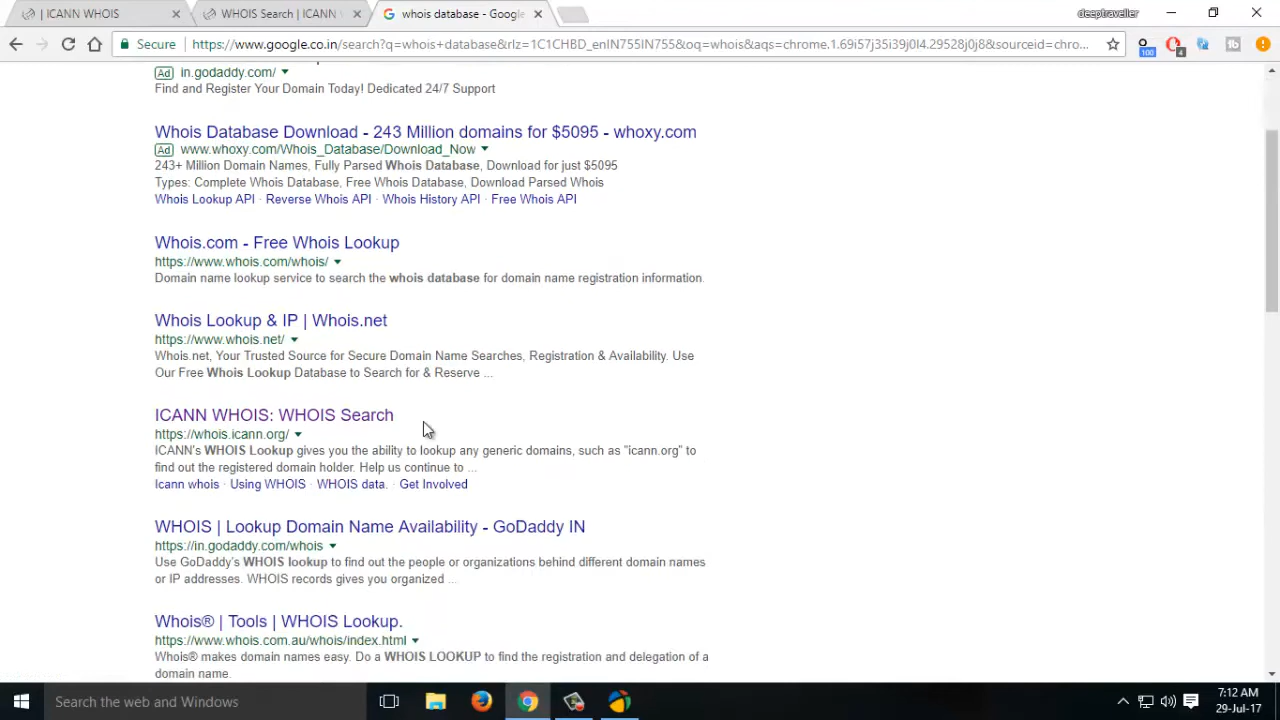 | ICANN WHOIS
WHOIS Search | ICANN
whois database - Google
deeptraveller
Secure
https://www.google.co.in/search?q=whois+database&rlz=1C1CHBD_enIN755IN755&oq=whois&aqs=chrome.1.69i57j35i39j0l4.29528j0j8&sourceid=chro...
100
4
Ad in.godaddy.com/
Find and Register Your Domain Today! Dedicated 24/7 Support
Whois Database Download - 243 Million domains for $5095 - whoxy.com
Ad www.whoxy.com/Whois_Database/Download_Now
243+ Million Domain Names, Fully Parsed Whois Database, Download for just $5095
Types: Complete Whois Database, Free Whois Database, Download Parsed Whois
Whois Lookup API · Reverse Whois API · Whois History API · Free Whois API
Whois.com - Free Whois Lookup
https://www.whois.com/whois/
Domain name lookup service to search the whois database for domain name registration information.
Whois Lookup & IP | Whois.net
https://www.whois.net/
Whois.net, Your Trusted Source for Secure Domain Name Searches, Registration & Availability. Use
Our Free Whois Lookup Database to Search for & Reserve ...
ICANN WHOIS: WHOIS Search
https://whois.icann.org/
ICANN's WHOIS Lookup gives you the ability to lookup any generic domains, such as "icann.org" to
find out the registered domain holder. Help us continue to ...
Icann whois · Using WHOIS · WHOIS data. · Get Involved
WHOIS | Lookup Domain Name Availability - GoDaddy IN
https://in.godaddy.com/whois
Use GoDaddy's WHOIS lookup to find out the people or organizations behind different domain names
or IP addresses. WHOIS records gives you organized ...
Whois® | Tools | WHOIS Lookup.
https://www.whois.com.au/whois/index.html
Whois® makes domain names easy. Do a WHOIS LOOKUP to find the registration and delegation of a
domain name.
Search the web and Windows
7:12 AM
29-Jul-17